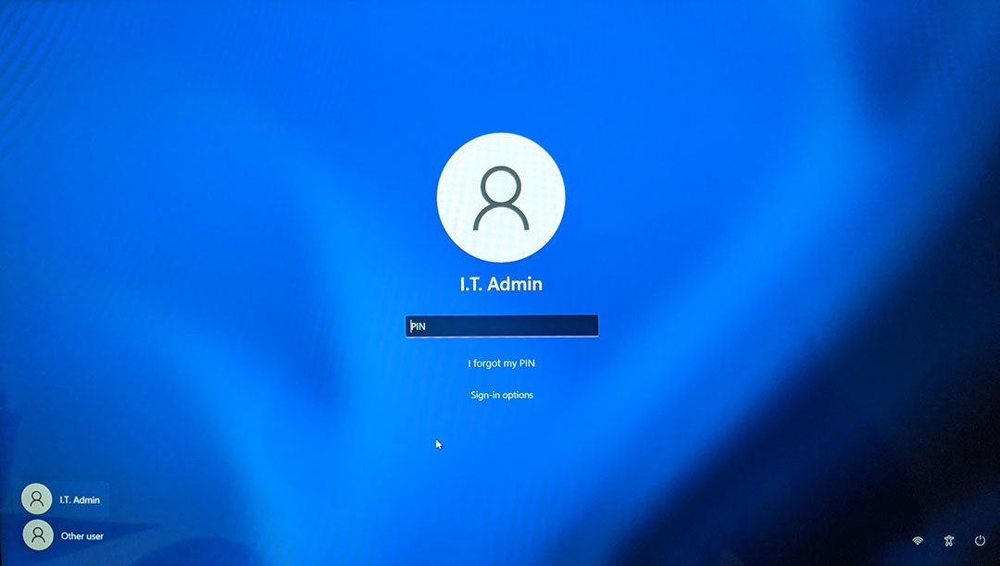 I.T. Admin
PIN
I forgot my PIN
Sign-in options
I.T. Admin
Other user